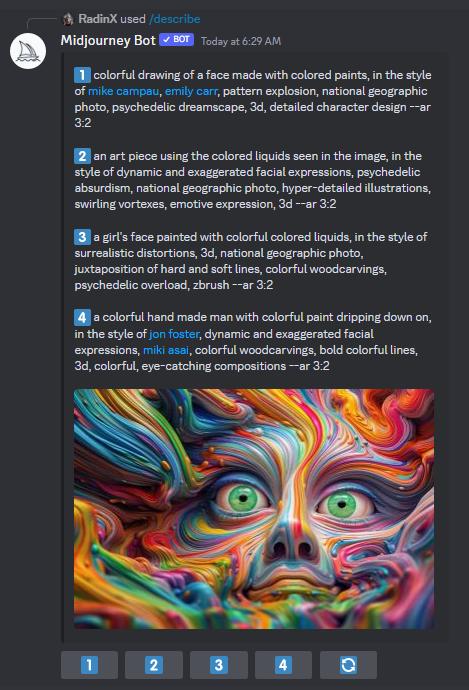 RadinX used /describe
Midjourney Bot ✓ BOT Today at 6:29 AM
1 colorful drawing of a face made with colored paints, in the style
of mike campau, emily carr, pattern explosion, national geographic
photo, psychedelic dreamscape, 3d, detailed character design --ar
3:2
2 an art piece using the colored liquids seen in the image, in the
style of dynamic and exaggerated facial expressions, psychedelic
absurdism, national geographic photo, hyper-detailed illustrations,
swirling vortexes, emotive expression, 3d --ar 3:2
3 a girl's face painted with colorful colored liquids, in the style of
surrealistic distortions, 3d, national geographic photo,
juxtaposition of hard and soft lines, colorful woodcarvings,
psychedelic overload, zbrush --ar 3:2
4 a colorful hand made man with colorful paint dripping down on,
in the style of jon foster, dynamic and exaggerated facial
expressions, miki asai, colorful woodcarvings, bold colorful lines,
3d, colorful, eye-catching compositions --ar 3:2
1 2 3 4